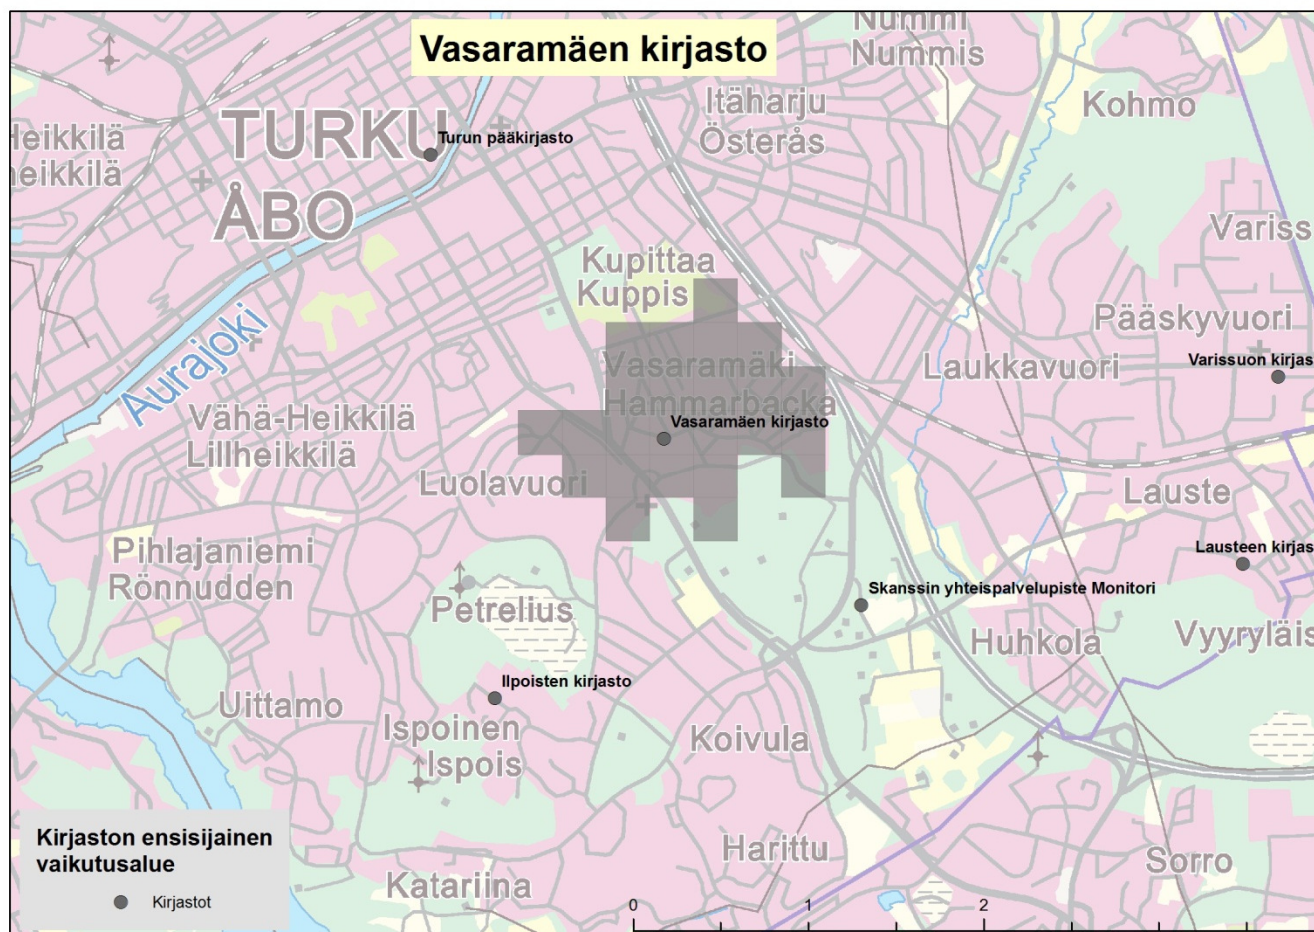 Vasaramäen kirjasto
Nummi
Nummis
Itäharju
Österås
Kohmo
Heikkilä
heikkilä
TURKU
Turun pääkirjasto
ÅBO
Kupittaa
Kuppis
Variss
Pääskyvuori
Aurajoki
Vasaramäki
Hammarbacka
Laukkavuori
Varissuon kirjas
Vasaramäen kirjasto
Vähä-Heikkilä
Lillheikkilä
Luolavuori
Lauste
Pihlajaniemi
Rönnudden
Lausteen kirjas
Skanssin yhteispalvelupiste Monitori
Petrelius
Huhkola
Vyyryläis
Ilpoisten kirjasto
Uittamo
Ispoinen
Ispois
Koivula
Kirjaston ensisijainen
vaikutusalue
Kirjastot
Harittu
Sorro
Katariina
0 1 2